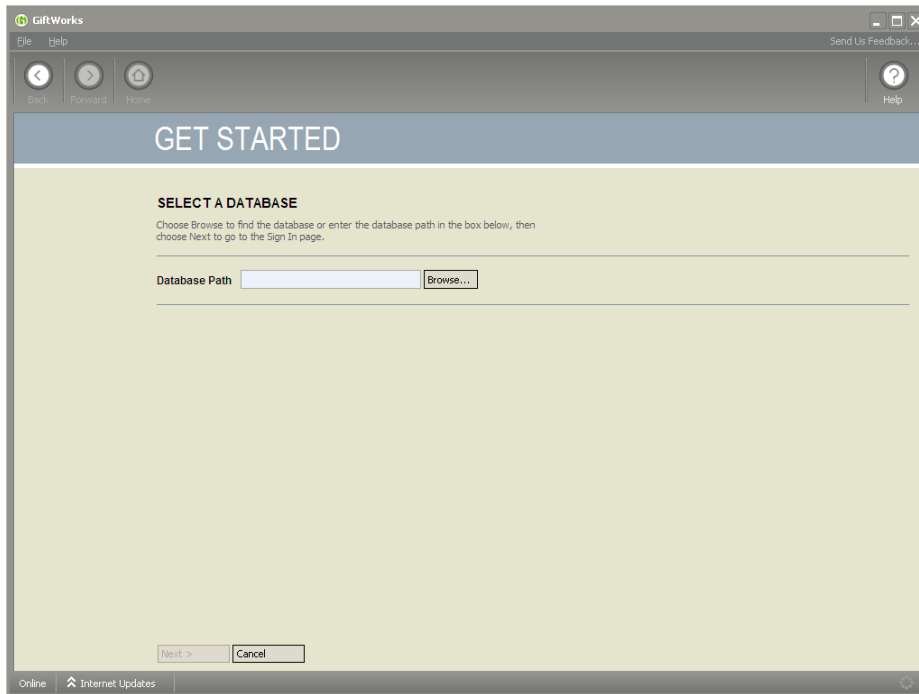 GiftWorks
File Help Send Us Feedback...
Back Forward Home Help
GET STARTED
SELECT A DATABASE
Choose Browse to find the database or enter the database path in the box below, then
choose Next to go to the Sign In page.
Database Path Browse...
Next > Cancel
Online Internet Updates